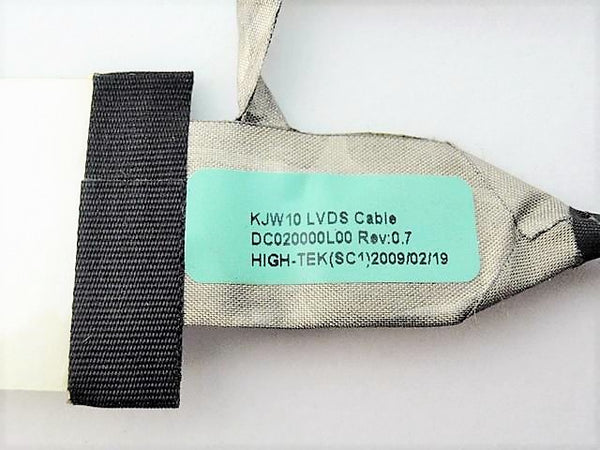 KJW10 LVDS Cable
DC020000L00 Rev:0.7
HIGH-TEK(SC1)2009/02/19